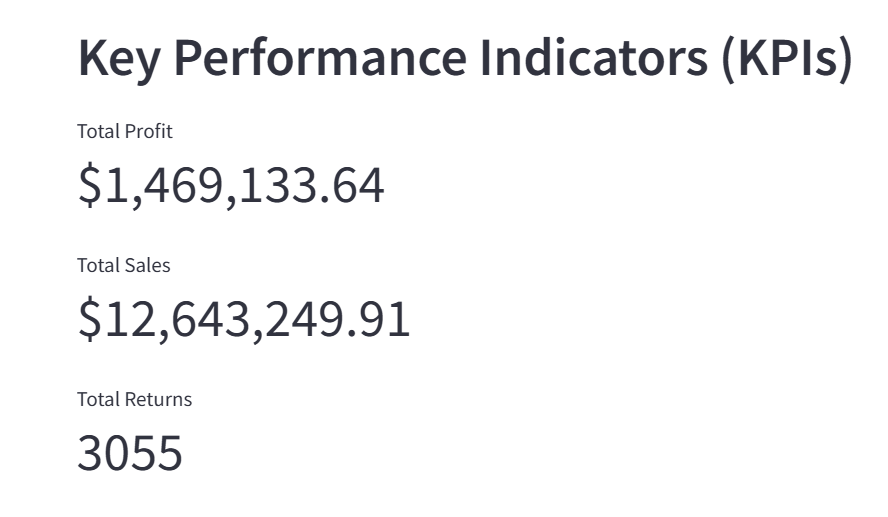 Key Performance Indicators (KPIs)
Total Profit
$1,469,133.64
Total Sales
$12,643,249.91
Total Returns
3055